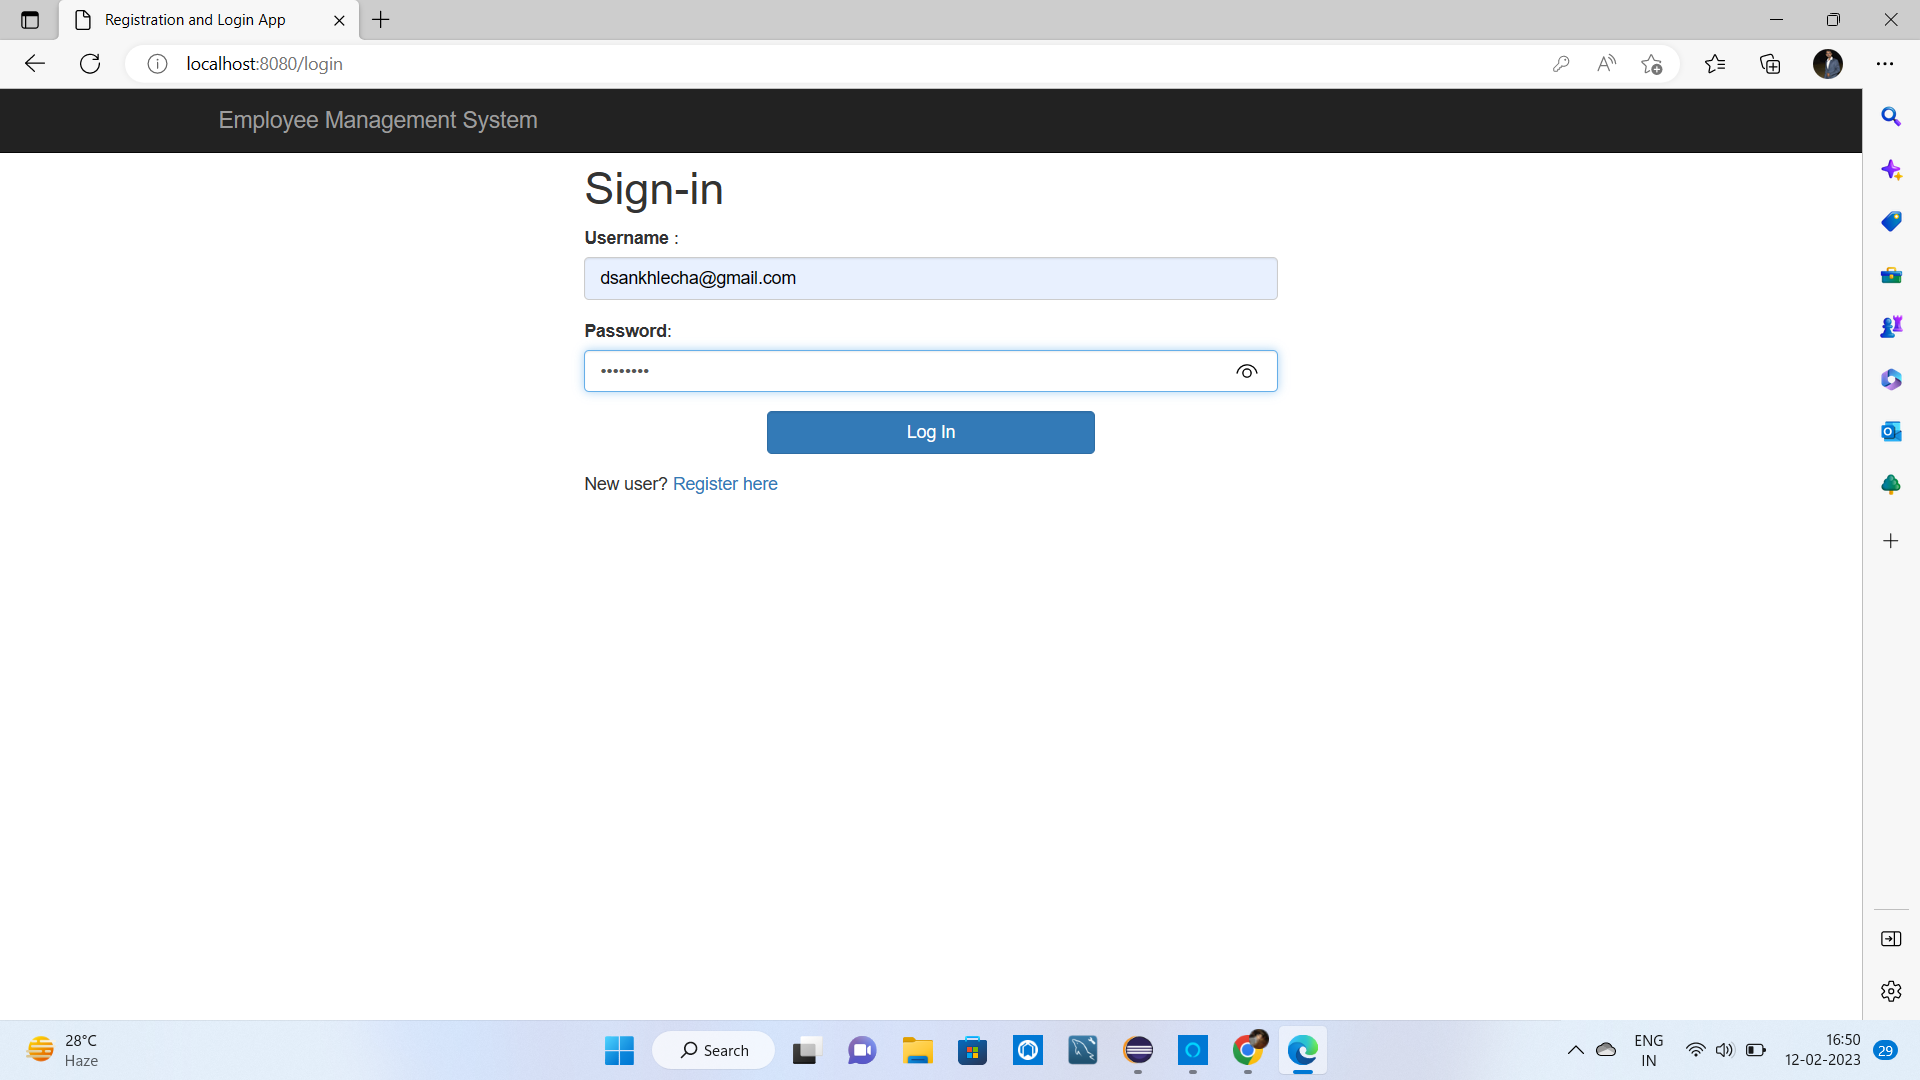 Registration and Login App
localhost:8080/login
Employee Management System
Sign-in
Username :
dsankhlecha@gmail.com
Password:
••••••••
Log In
New user? Register here
28°C
Haze
Search
ENG
IN
16:50
12-02-2023
29